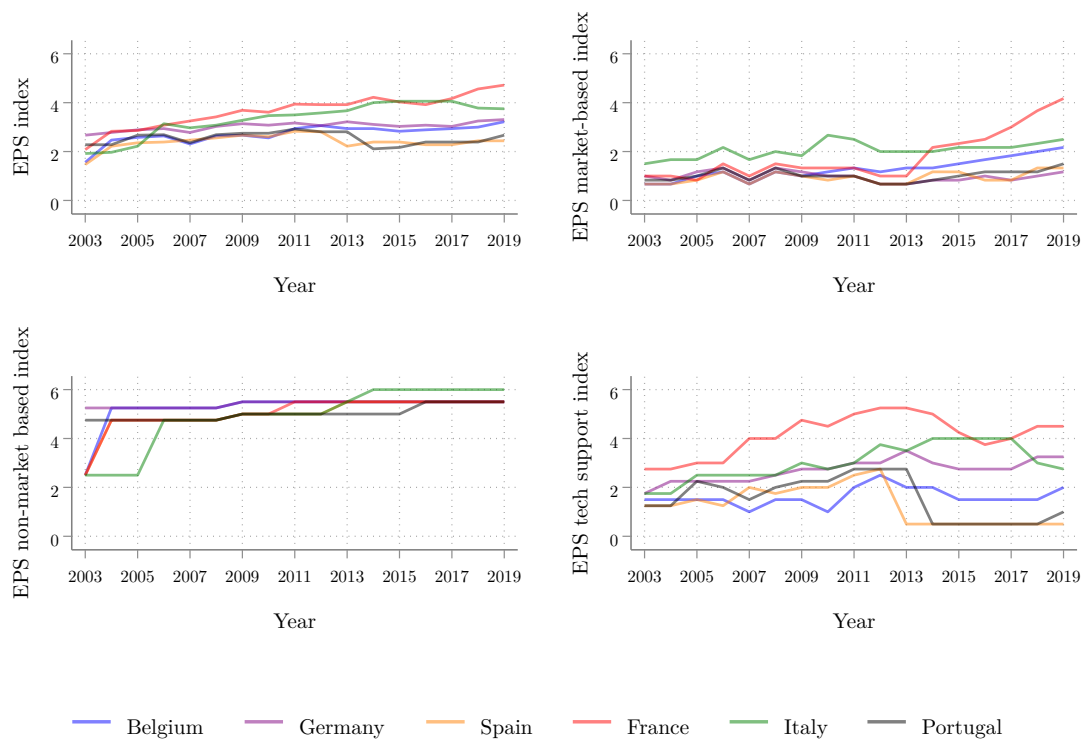 EPS index
6
4
2
0
2003 2005 2007 2009 2011 2013 2015 2017 2019
Year
EPS market-based index
6
4
2
0
2003 2005 2007 2009 2011 2013 2015 2017 2019
Year
EPS non-market based index
6
4
2
0
2003 2005 2007 2009 2011 2013 2015 2017 2019
Year
EPS tech support index
6
4
2
0
2003 2005 2007 2009 2011 2013 2015 2017 2019
Year
Belgium Germany Spain France Italy Portugal